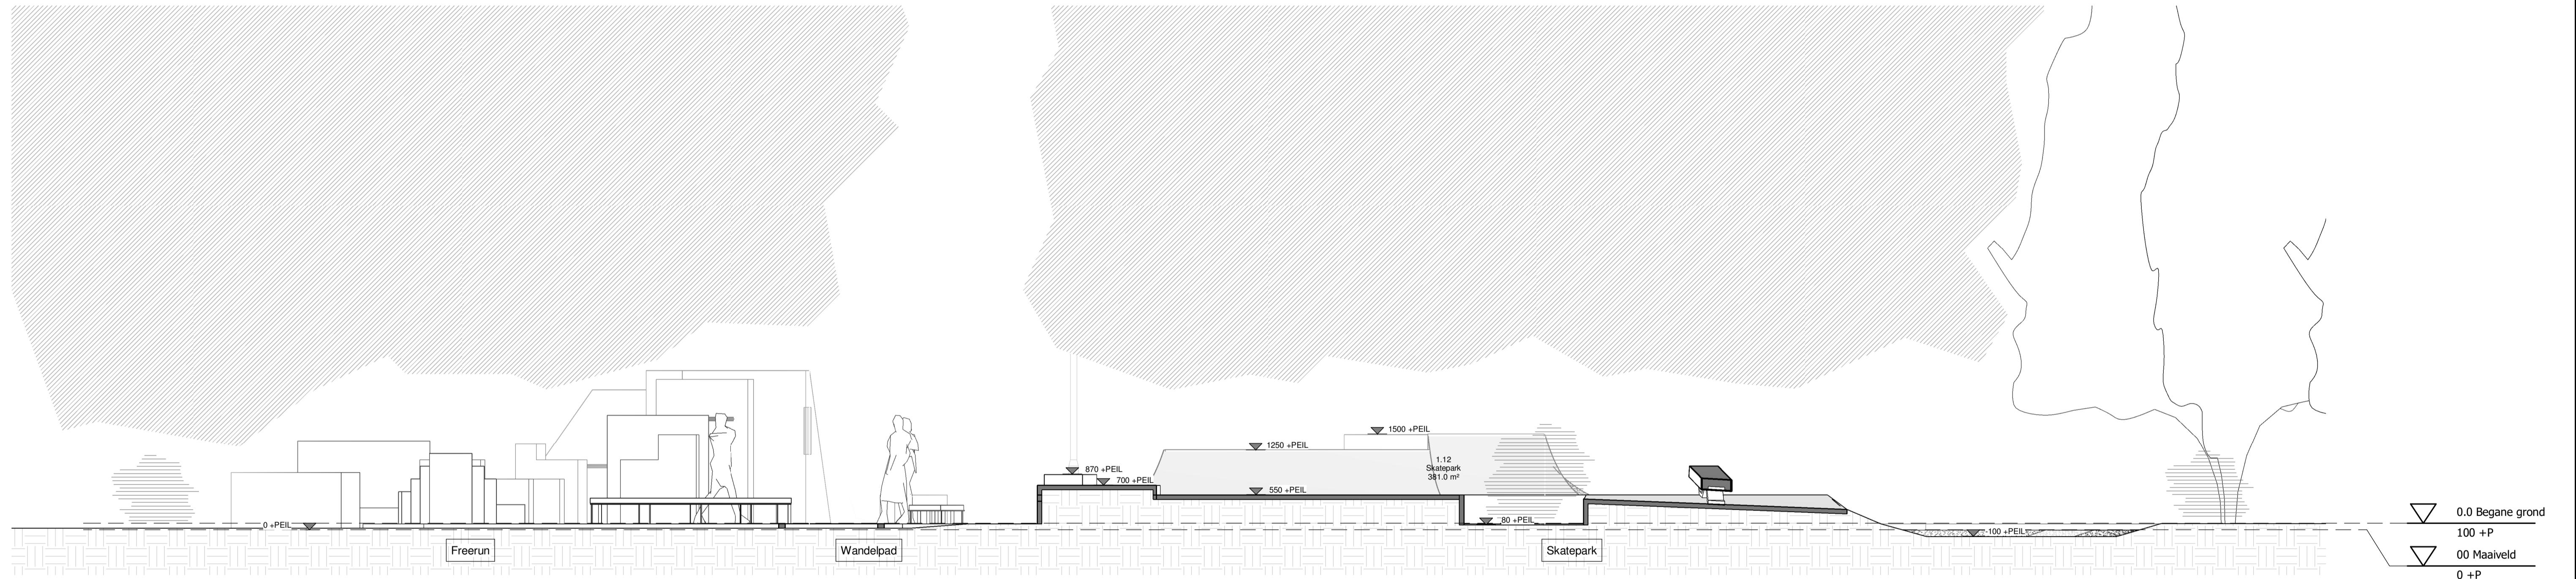 1500 +PEIL
1250 +PEIL
1.12
Skatepark
381.0 m²
870 +PEIL
700 +PEIL
550 +PEIL
80 +PEIL
0 +PEIL
-100 +PEIL
Freerun
Wandelpad
Skatepark
0.0 Begane grond
100 +P
00 Maaiveld
0 +P